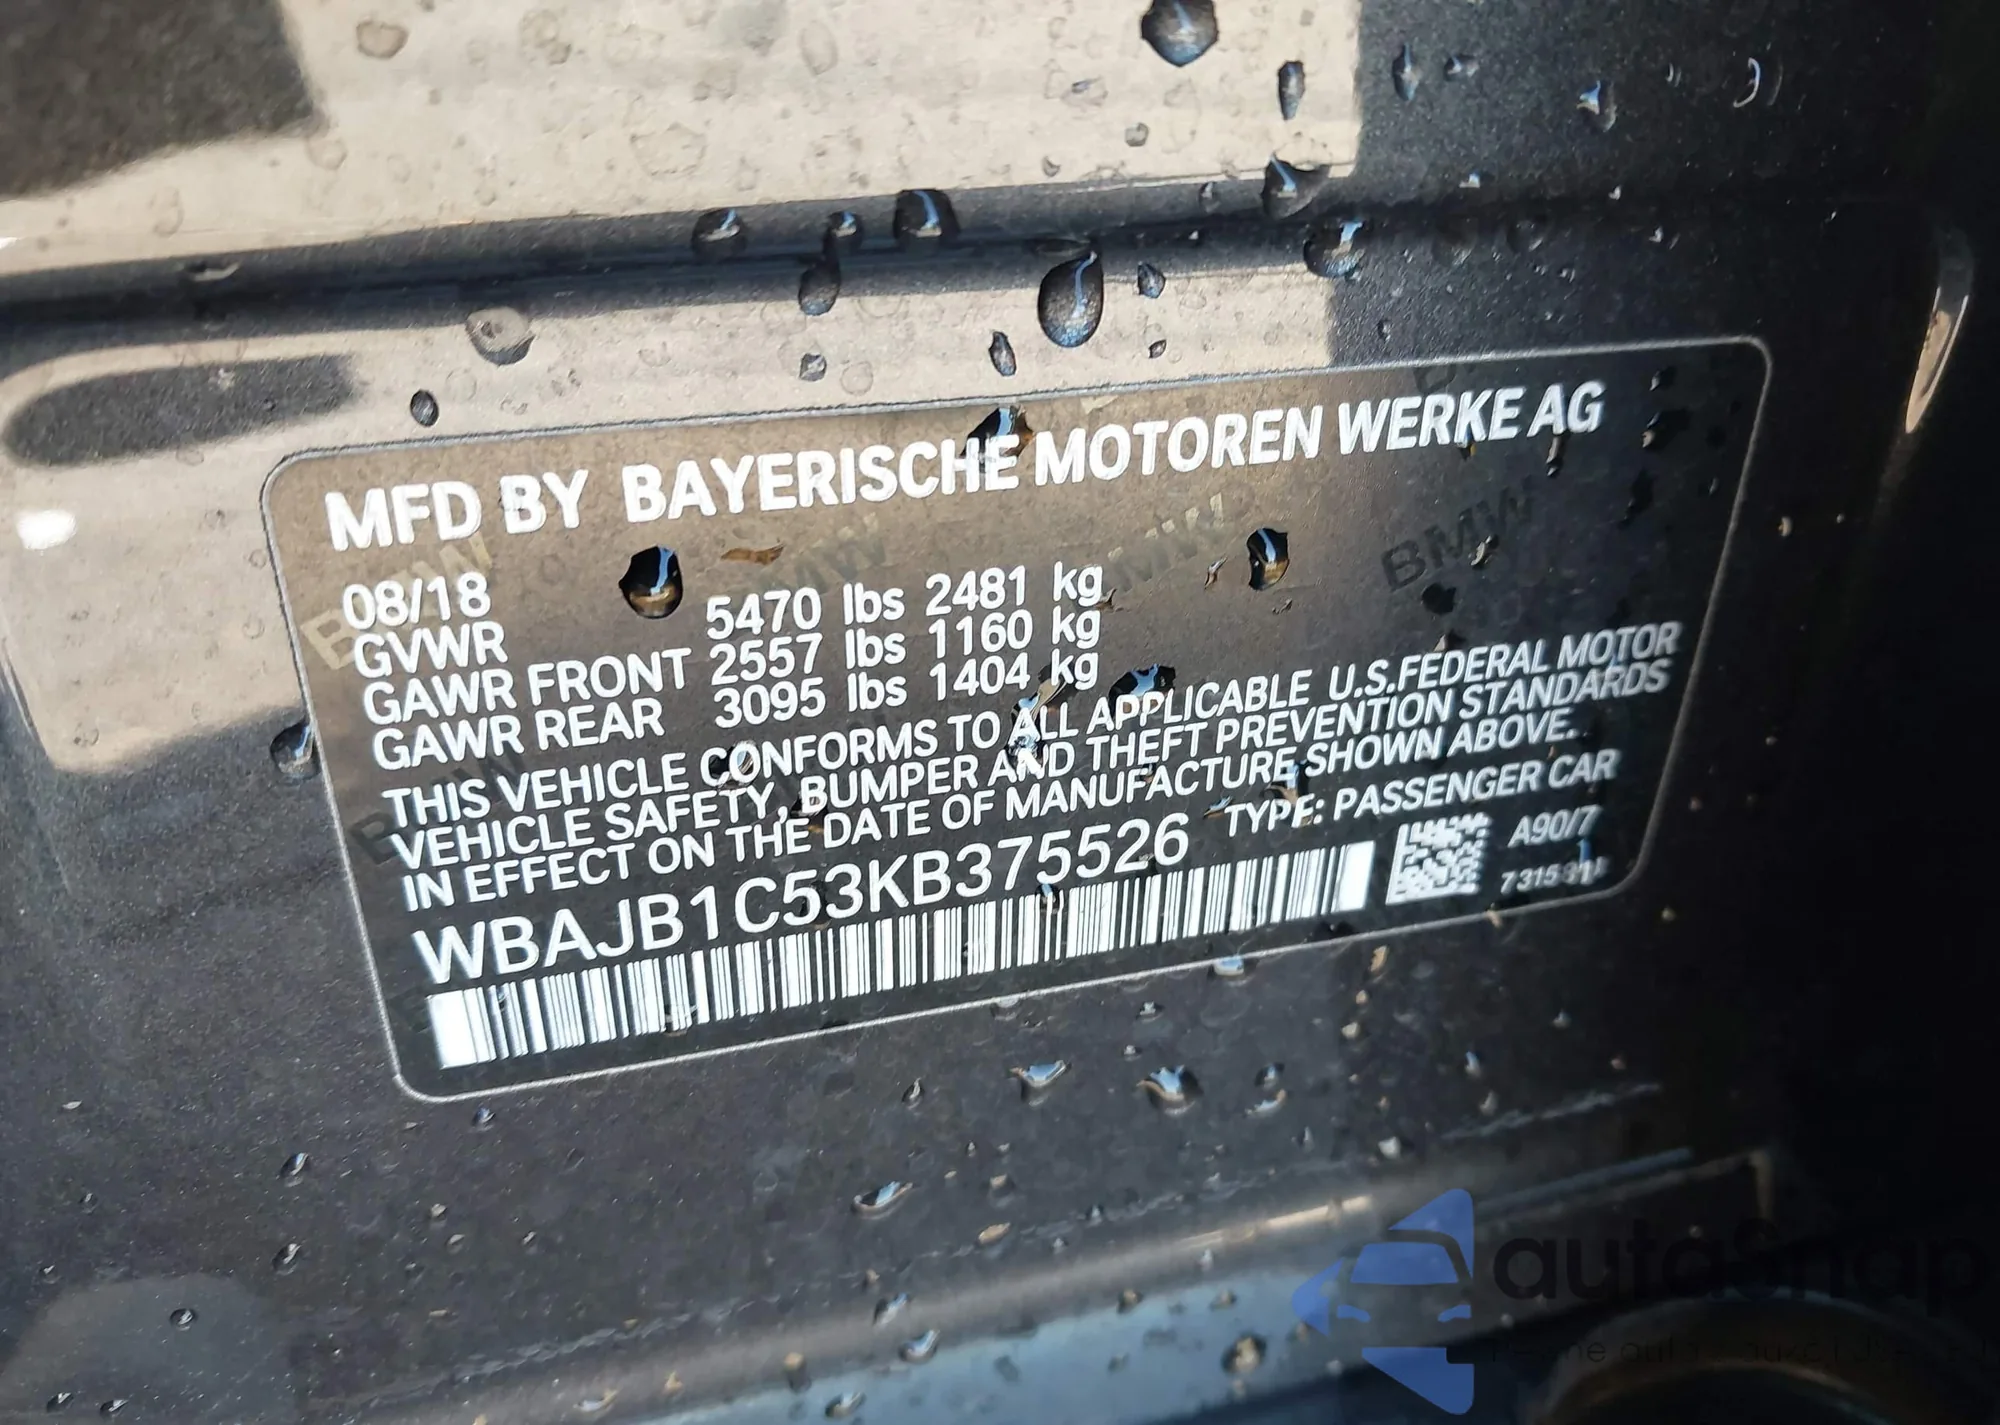 MFD BY BAYERISCHE MOTOREN WERKE AG
08/18
GVWR 5470 lbs 2481 kg
GAWR FRONT 2557 lbs 1160 kg
GAWR REAR 3095 lbs 1404 kg
THIS VEHICLE CONFORMS TO ALL APPLICABLE U.S.FEDERAL MOTOR
VEHICLE SAFETY, BUMPER AND THEFT PREVENTION STANDARDS
IN EFFECT ON THE DATE OF MANUFACTURE SHOWN ABOVE.
WBAJB1C53KB375526 TYPE: PASSENGER CAR
A90/7
BMW
autosnap